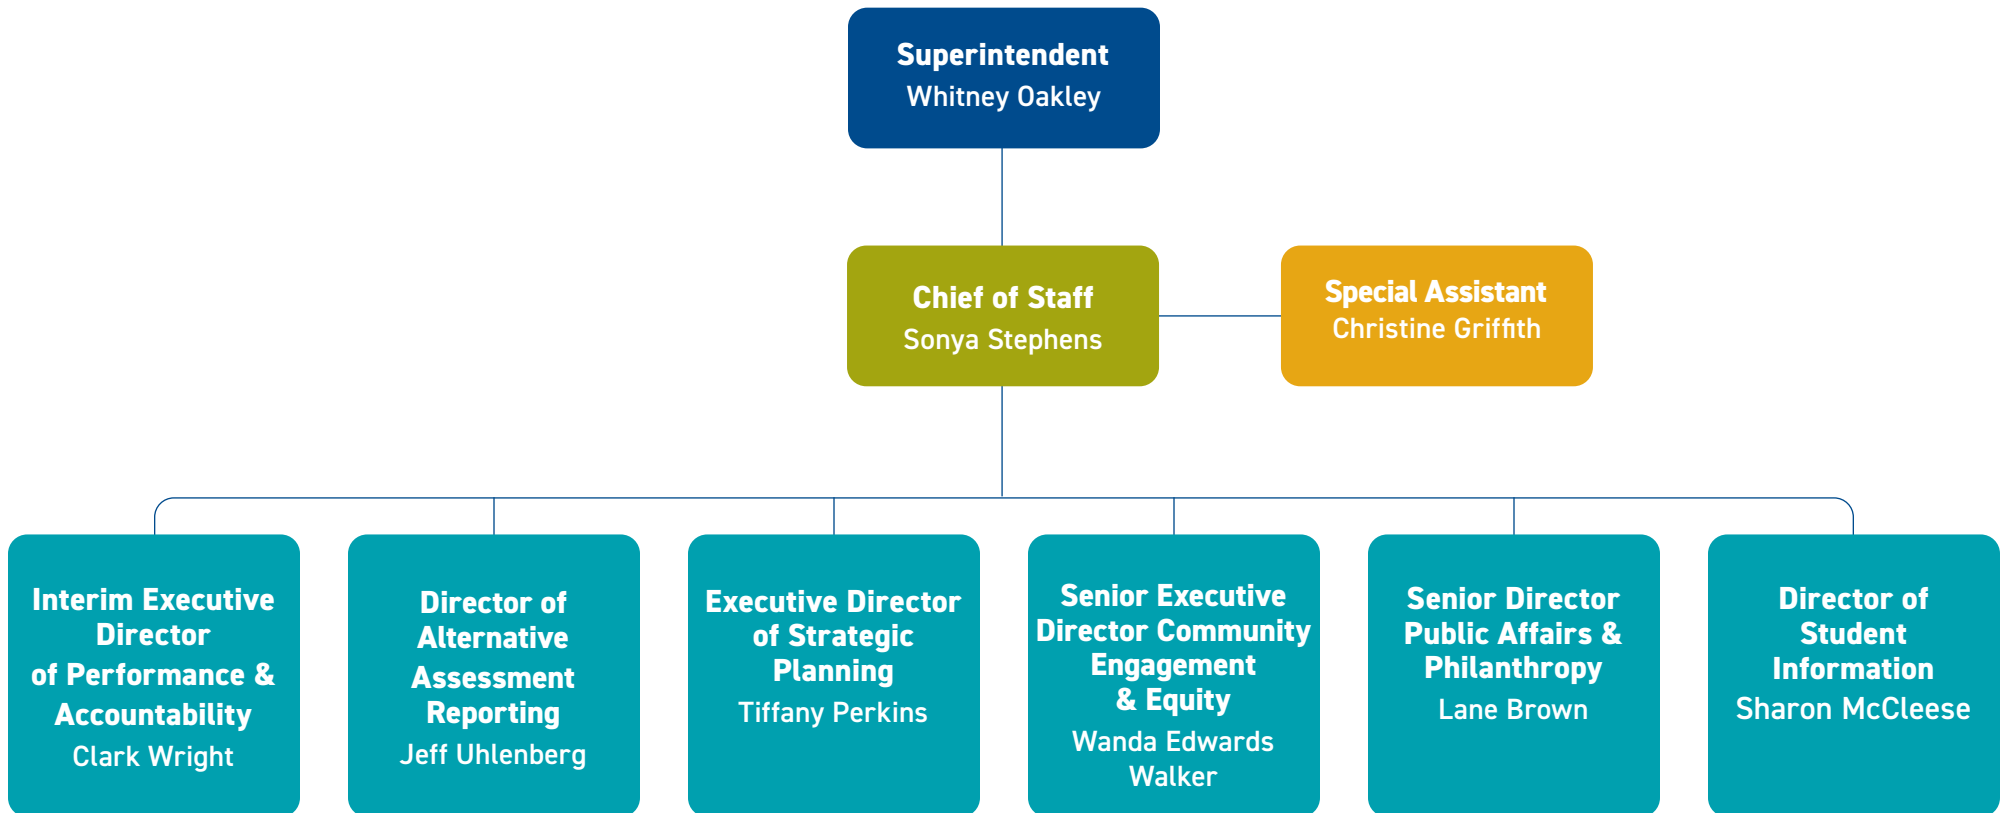 Superintendent
Whitney Oakley
Chief of Staff
Sonya Stephens
Special Assistant
Christine Griffith
Interim Executive
Director
of Performance &
Accountability
Clark Wright
Director of
Alternative
Assessment
Reporting
Jeff Uhlenberg
Executive Director
of Strategic
Planning
Tiffany Perkins
Senior Executive
Director Community
Engagement
& Equity
Wanda Edwards
Walker
Senior Director
Public Affairs &
Philanthropy
Lane Brown
Director of
Student
Information
Sharon McCleese